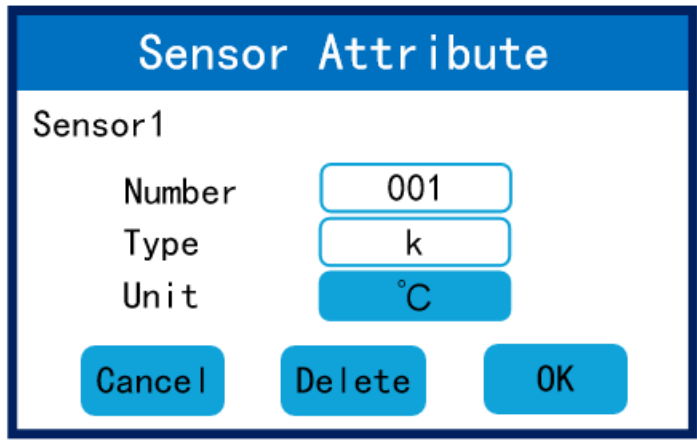 Sensor Attribute
Sensor1
Number 001
Type k
Unit ℃
Cancel Delete OK